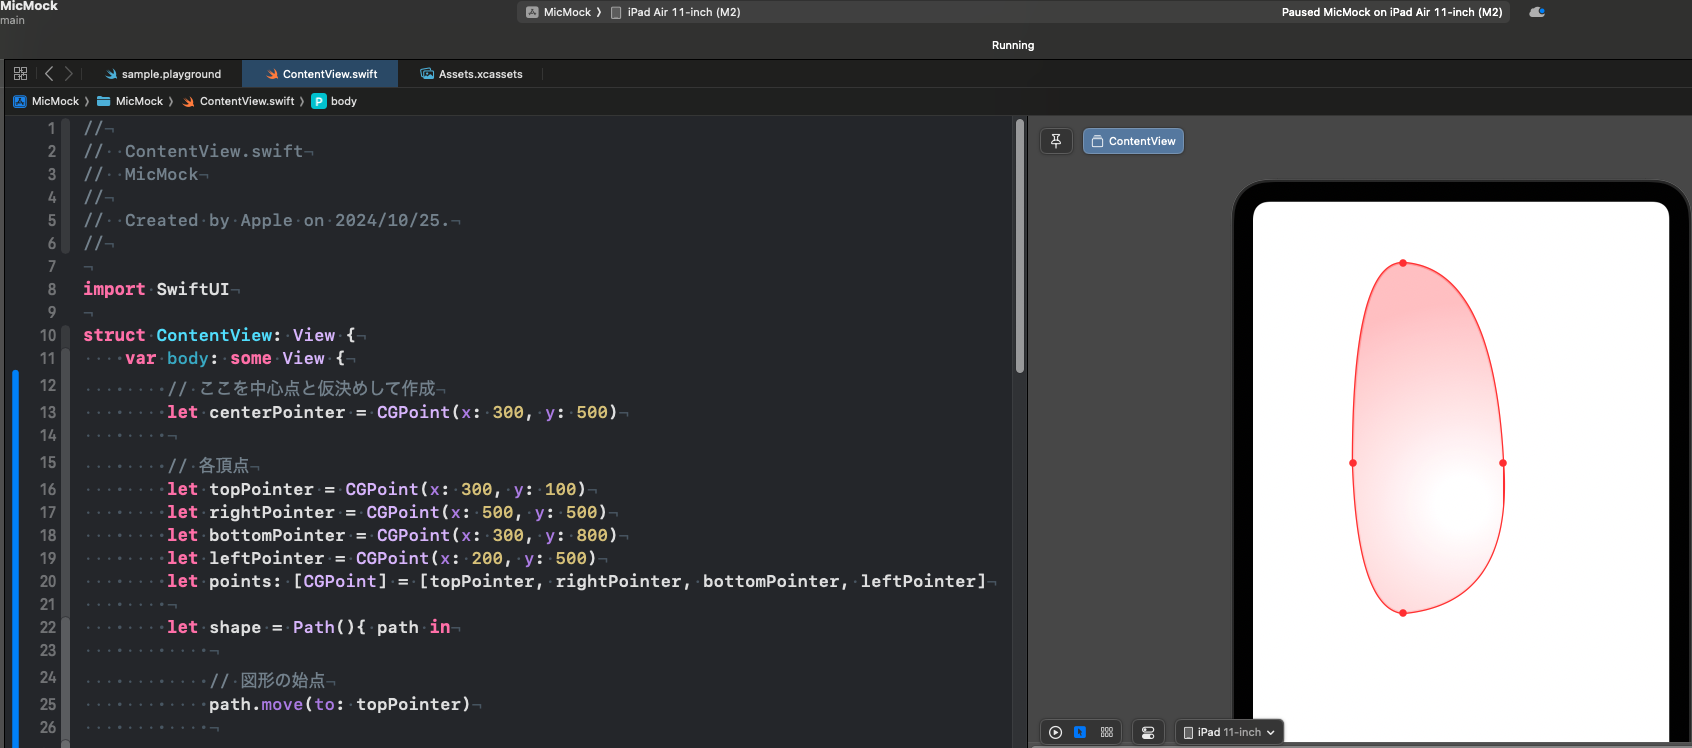 MicMock
main
MicMock 〉 iPad Air 11-inch (M2)
Paused MicMock on iPad Air 11-inch (M2)
Running
sample.playground
ContentView.swift
Assets.xcassets
MicMock 〉 MicMock 〉 ContentView.swift 〉 P body
1 //
2 //  ContentView.swift
3 //  MicMock
4 //
5 //  Created by Apple on 2024/10/25.
6 //
7
8 import SwiftUI
9
10 struct ContentView: View {
11     var body: some View {
12         // ここを中心点と仮決めして作成
13         let centerPointer = CGPoint(x: 300, y: 500)
14
15         // 各頂点
16         let topPointer = CGPoint(x: 300, y: 100)
17         let rightPointer = CGPoint(x: 500, y: 500)
18         let bottomPointer = CGPoint(x: 300, y: 800)
19         let leftPointer = CGPoint(x: 200, y: 500)
20         let points: [CGPoint] = [topPointer, rightPointer, bottomPointer, leftPointer]
21
22         let shape = Path(){ path in
23
24             // 図形の始点
25             path.move(to: topPointer)
26
ContentView
iPad 11-inch